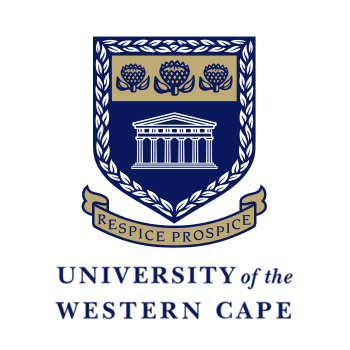 RESPICE PROSPICE
UNIVERSITY of the
WESTERN CAPE